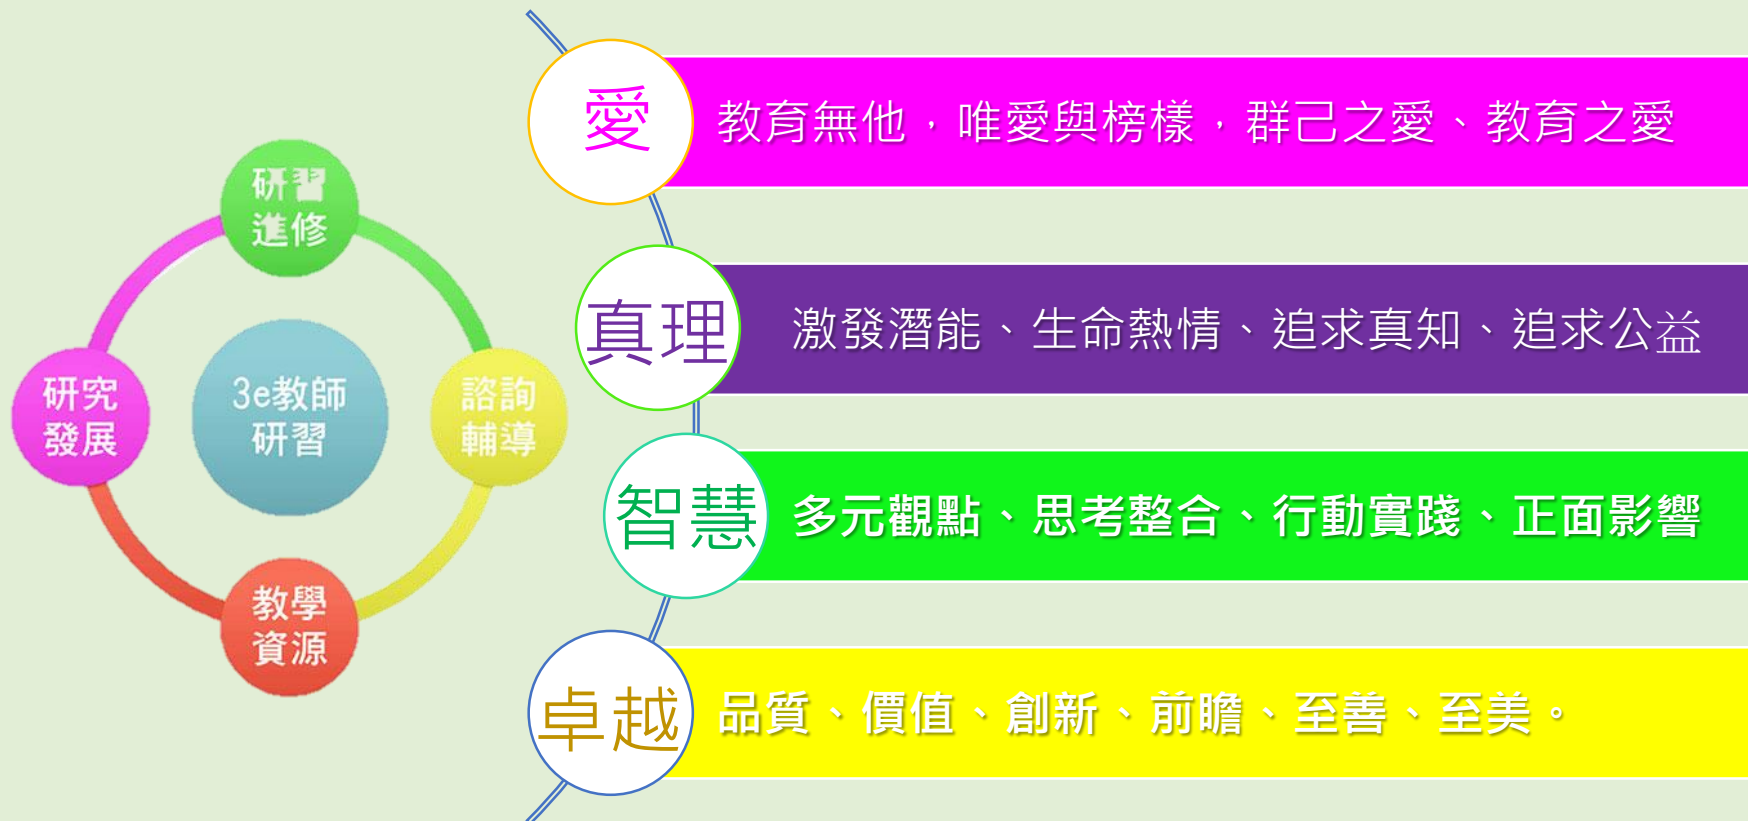 研習
進修
研究
發展
3e教師
研習
諮詢
輔導
教學
資源
愛
教育無他，唯愛與榜樣，群己之愛、教育之愛
真理
激發潛能、生命熱情、追求真知、追求公益
智慧
多元觀點、思考整合、行動實踐、正面影響
卓越
品質、價值、創新、前瞻、至善、至美。